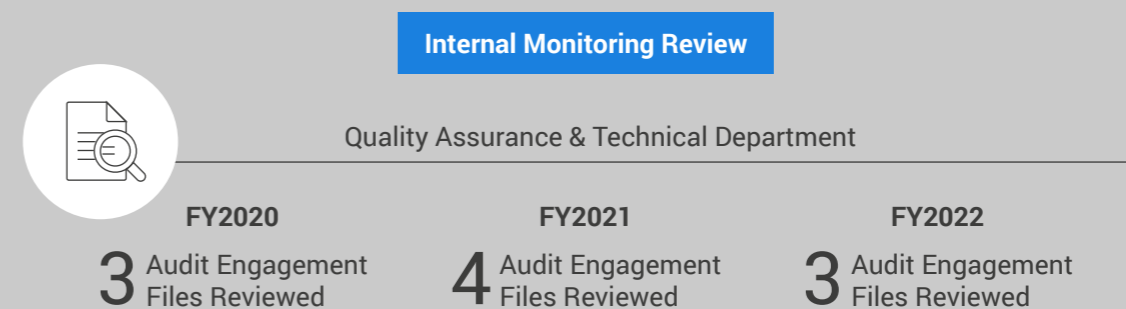 Internal Monitoring Review
Quality Assurance & Technical Department
FY2020
FY2021
FY2022
3 Audit Engagement
Files Reviewed
4 Audit Engagement
Files Reviewed
3 Audit Engagement
Files Reviewed